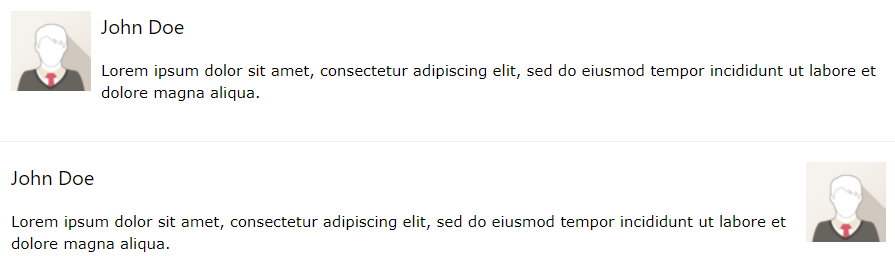 John Doe
Lorem ipsum dolor sit amet, consectetur adipiscing elit, sed do eiusmod tempor incididunt ut labore et
dolore magna aliqua.
John Doe
Lorem ipsum dolor sit amet, consectetur adipiscing elit, sed do eiusmod tempor incididunt ut labore et
dolore magna aliqua.